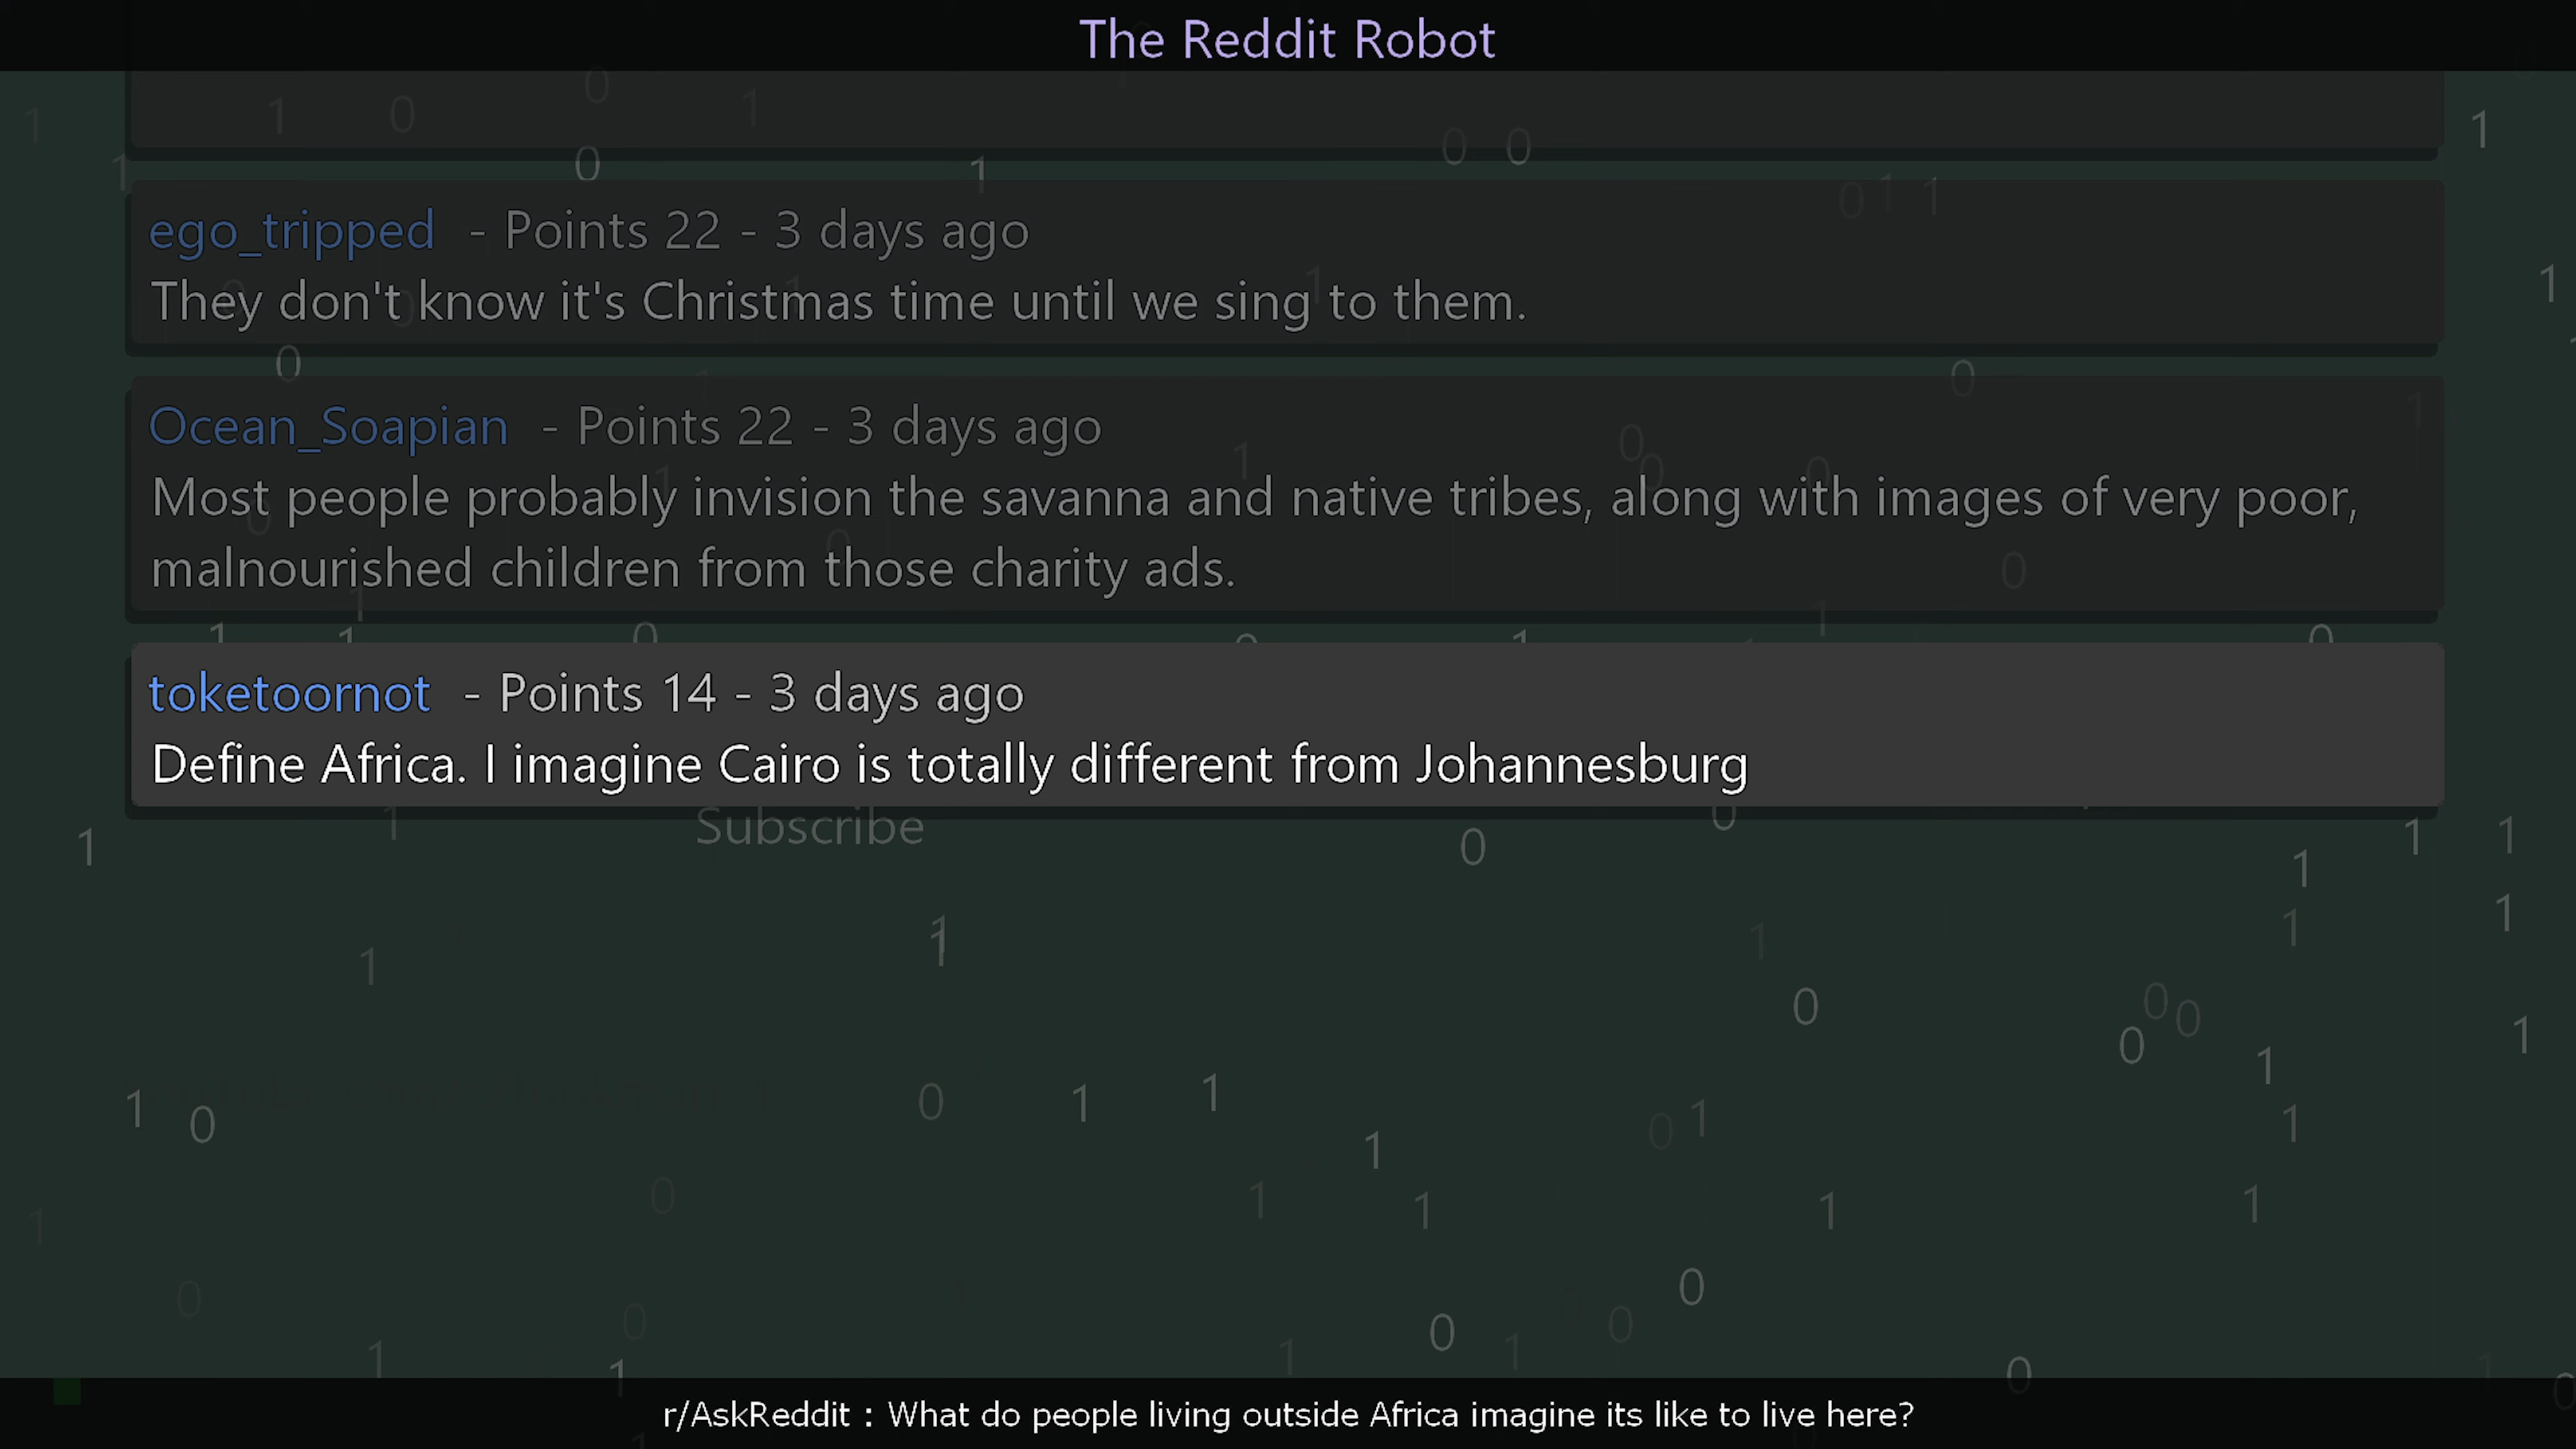 The Reddit Robot
ego_tripped - Points 22 - 3 days ago
They don't know it's Christmas time until we sing to them.
Ocean_Soapian - Points 22 - 3 days ago
Most people probably invision the savanna and native tribes, along with images of very poor,
malnourished children from those charity ads.
toketoornot - Points 14 - 3 days ago
Define Africa. I imagine Cairo is totally different from Johannesburg
Subscribe
r/AskReddit : What do people living outside Africa imagine its like to live here?